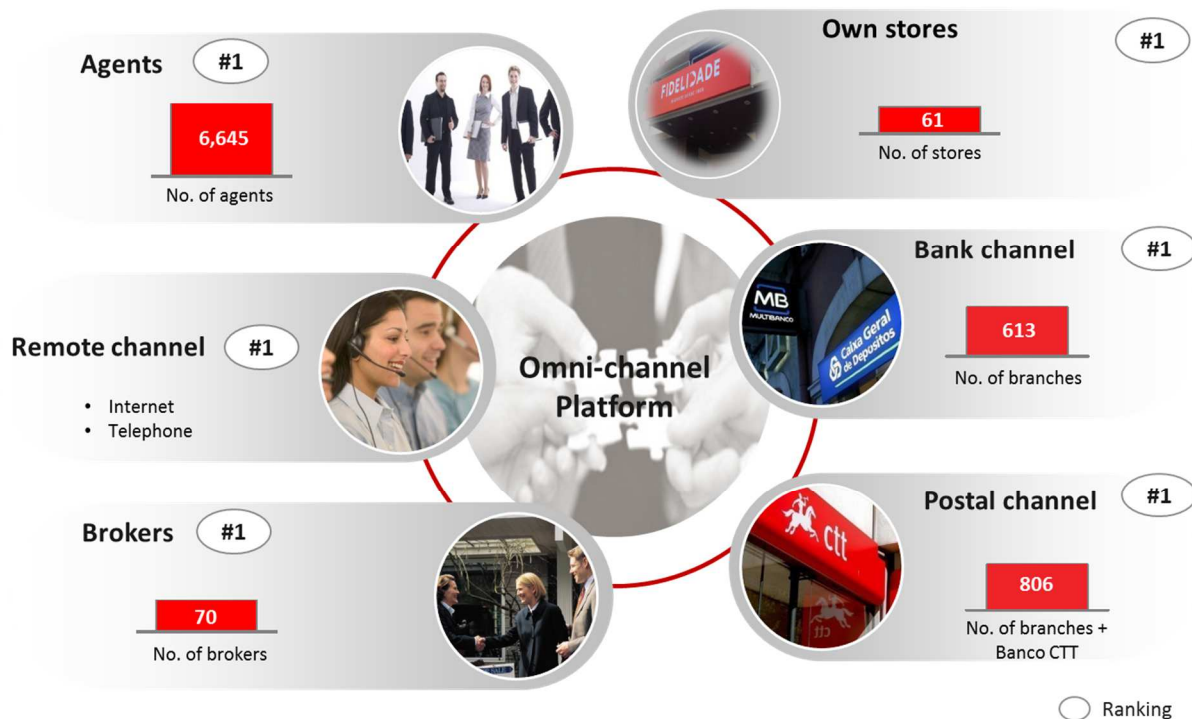 Agents
#1
6,645
No. of agents
Own stores
#1
FIDELIDADE
61
No. of stores
Remote channel
#1
• Internet
• Telephone
Omni-channel
Platform
Bank channel
#1
MB
MULTIBANCO
Caixa Geral
de Depositos
613
No. of branches
Brokers
#1
70
No. of brokers
Postal channel
#1
ctt
ctt
806
No. of branches +
Banco CTT
Ranking